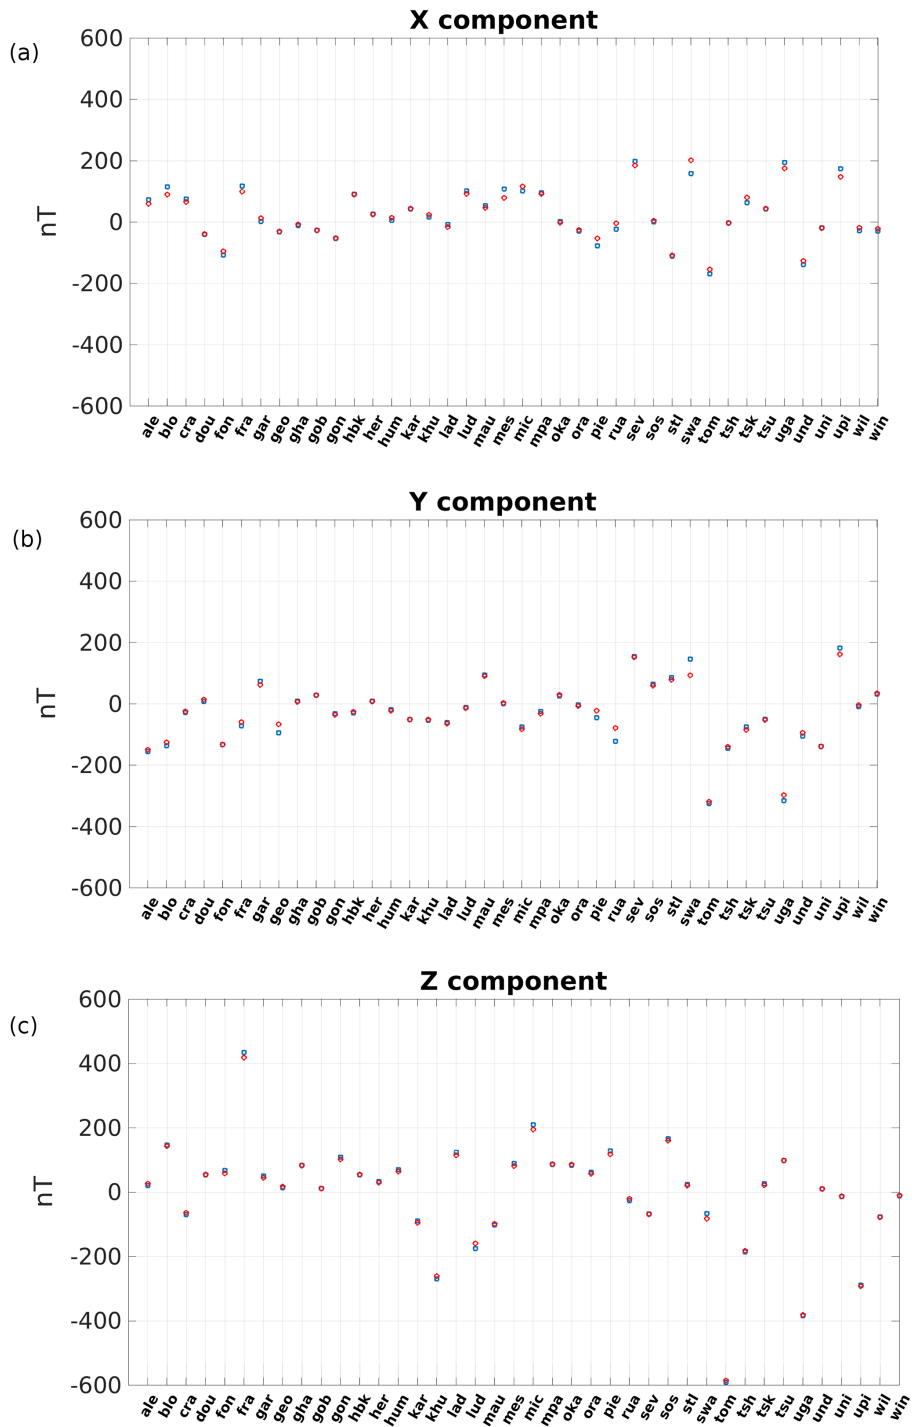 X component
(a)
600
400
200
0
-200
-400
-600
nT
ale blo cra dou fon fra gar geo gha gob gon hbk her hum kar khu lad lud mau mes mic mpa oka ora pie rua sev sos stl swa tom tsh tsk tsu uga und uni upi wil win
Y component
(b)
600
400
200
0
-200
-400
-600
nT
ale blo cra dou fon fra gar geo gha gob gon hbk her hum kar khu lad lud mau mes mic mpa oka ora pie rua sev sos stl swa tom tsh tsk tsu uga und uni upi wil win
Z component
(c)
600
400
200
0
-200
-400
-600
nT
ale blo cra dou fon fra gar geo gha gob gon hbk her hum kar khu lad lud mau mes mic mpa oka ora pie rua sev sos stl swa tom tsh tsk tsu uga und uni upi wil win